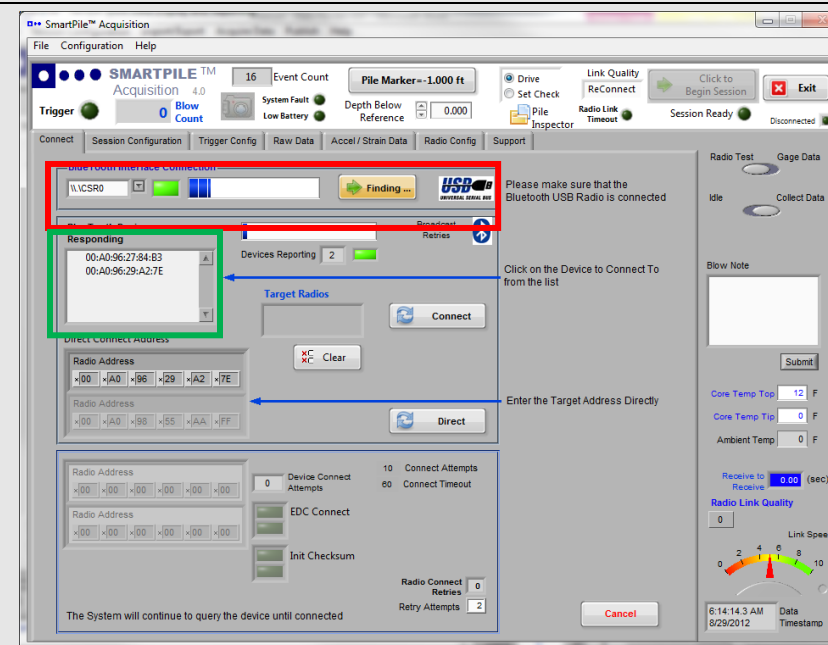 SmartPile™ Acquisition
File Configuration Help
SMARTPILE TM
Acquisition 4.0
16 Event Count
Pile Marker=-1.000 ft
Drive
Set Check
Link Quality
ReConnect
Click to
Begin Session
Exit
Trigger
0 Blow
Count
System Fault
Low Battery
Depth Below
Reference
0.000
Pile
Inspector
Radio Link
Timeout
Session Ready
Disconnected
Connect Session Configuration Trigger Config Raw Data Accel / Strain Data Radio Config Support
BlueTooth Interface Connection
\\.\CSR0
Finding ...
USB
UNIVERSAL SERIAL BUS
Please make sure that the
Bluetooth USB Radio is connected
Responding
00:A0:96:27:84:B3
00:A0:96:29:A2:7E
Broadcast
Retries
Devices Reporting 2
Click on the Device to Connect To
from the list
Target Radios
Connect
Clear
Direct Connect Address
Radio Address
x00 xA0 x96 x29 xA2 x7E
Radio Address
x00 xA0 x98 x55 xAA xFF
Direct
Enter the Target Address Directly
Radio Address
x00 x00 x00 x00 x00 x00
Radio Address
x00 x00 x00 x00 x00 x00
0 Device Connect
Attempts
10 Connect Attempts
60 Connect Timeout
EDC Connect
Init Checksum
Radio Connect
Retries
0
Retry Attempts 2
The System will continue to query the device until connected
Cancel
Radio Test Gage Data
Idle Collect Data
Blow Note
Submit
Core Temp Top 12 F
Core Temp Tip 0 F
Ambient Temp 0 F
Receive to
Receive
0.00 (sec)
Radio Link Quality
0
Link Spee
0 2 4 6 8 10
6:14:14.3 AM
8/29/2012
Data
Timestamp